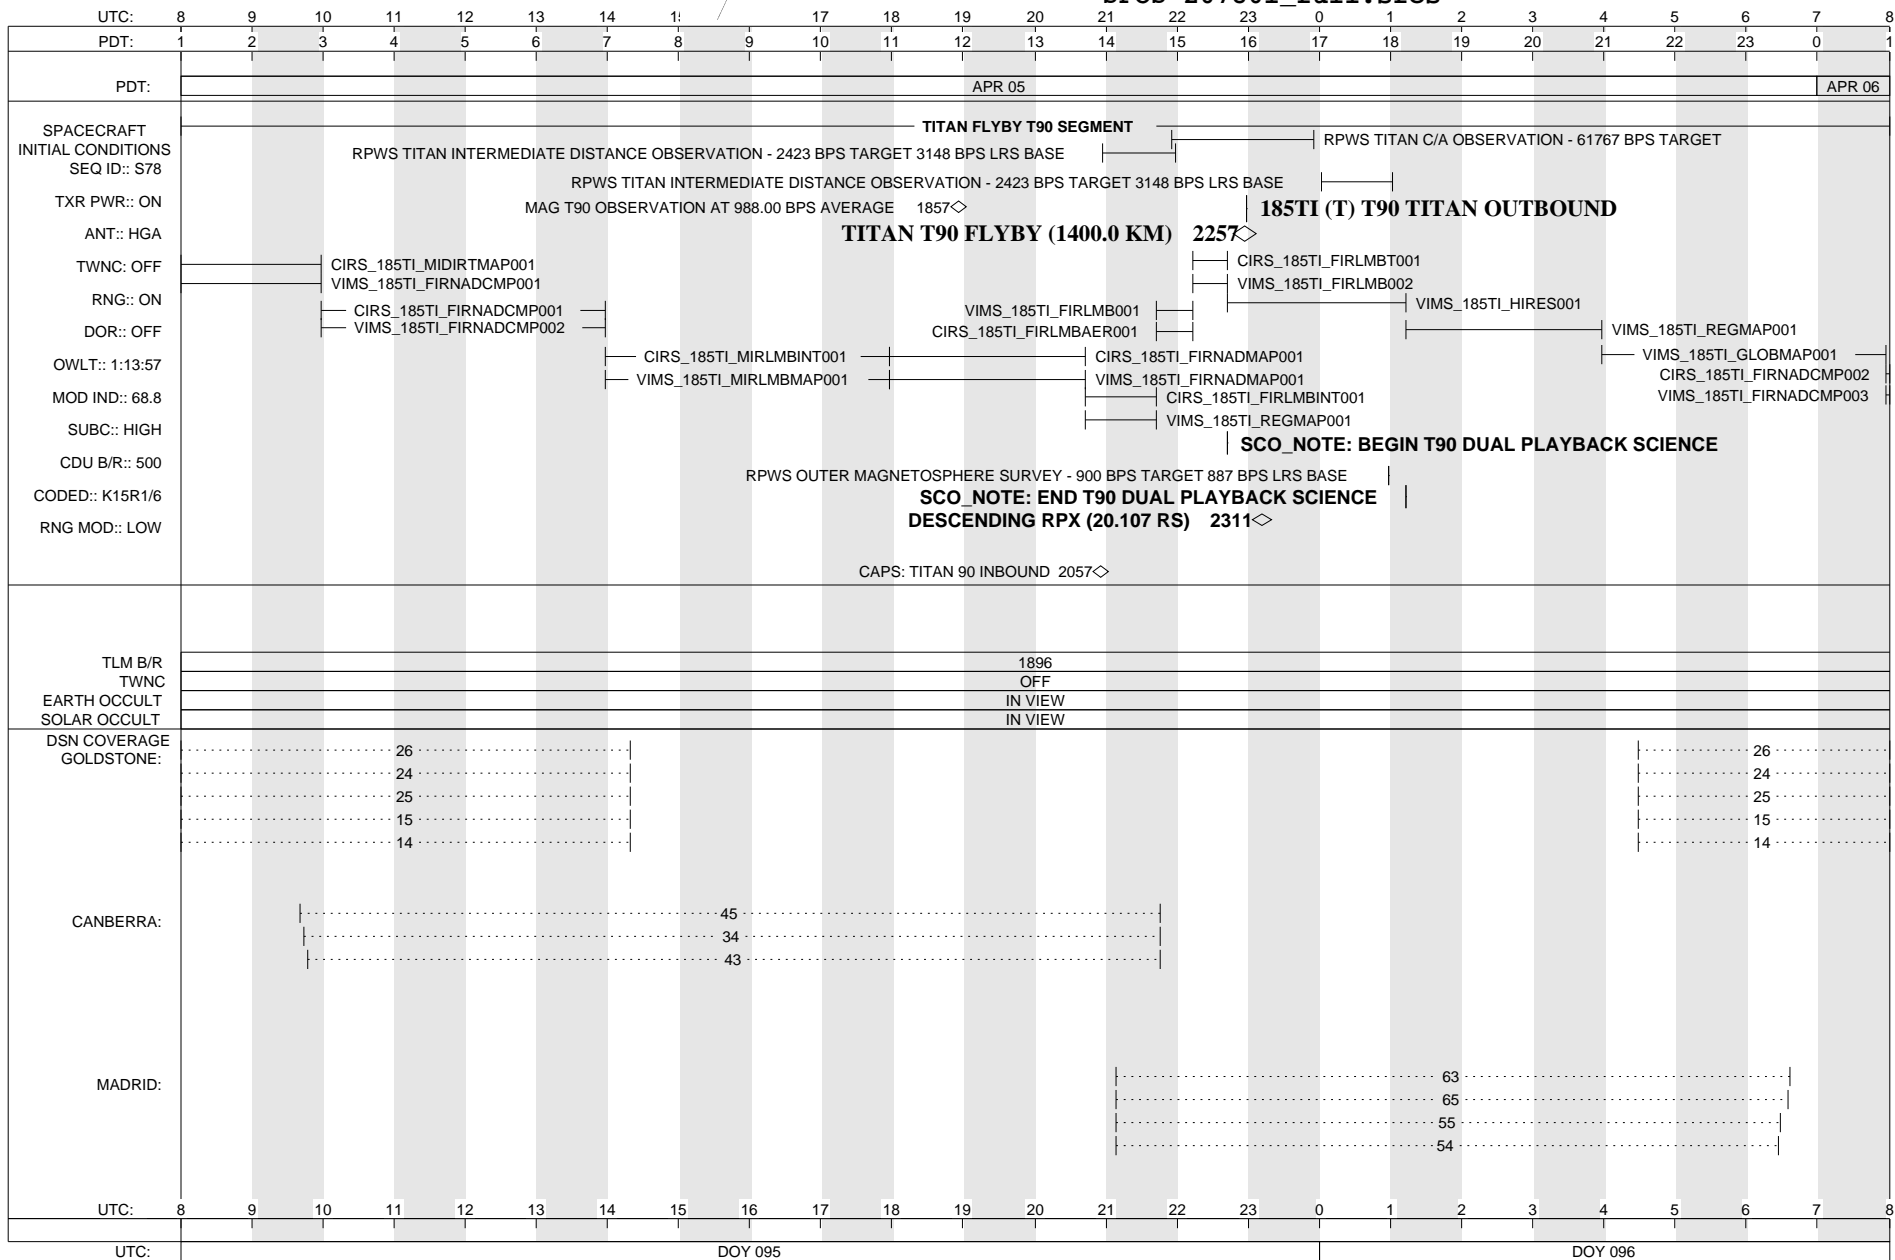 UTC: 8 9 10 11 12 13 14 17 18 19 20 21 22 23 0 1 2 3 4 5 6 7 8
PDT: 1 2 3 4 5 6 7 8 9 10 11 12 13 14 15 16 17 18 19 20 21 22 23 0 1
PDT: APR 05 APR 06
SPACECRAFT
INITIAL CONDITIONS
SEQ ID:: S78
TXR PWR:: ON
ANT:: HGA
TWNC: OFF
RNG:: ON
DOR:: OFF
OWLT:: 1:13:57
MOD IND:: 68.8
SUBC:: HIGH
CDU B/R:: 500
CODED:: K15R1/6
RNG MOD:: LOW
TITAN FLYBY T90 SEGMENT
RPWS TITAN C/A OBSERVATION - 61767 BPS TARGET
RPWS TITAN INTERMEDIATE DISTANCE OBSERVATION - 2423 BPS TARGET 3148 BPS LRS BASE
RPWS TITAN INTERMEDIATE DISTANCE OBSERVATION - 2423 BPS TARGET 3148 BPS LRS BASE
MAG T90 OBSERVATION AT 988.00 BPS AVERAGE 1857
185TI (T) T90 TITAN OUTBOUND
TITAN T90 FLYBY (1400.0 KM) 2257
CIRS_185TI_MIDIRTMAP001
CIRS_185TI_FIRLMBT001
VIMS_185TI_FIRNADCMP001
VIMS_185TI_FIRLMB002
VIMS_185TI_HIRES001
CIRS_185TI_FIRNADCMP001
VIMS_185TI_FIRLMB001
VIMS_185TI_FIRNADCMP002
CIRS_185TI_FIRLMBAER001
VIMS_185TI_REGMAP001
CIRS_185TI_MIRLMBINT001
CIRS_185TI_FIRNADMAP001
VIMS_185TI_GLOBMAP001
VIMS_185TI_MIRLMBMAP001
VIMS_185TI_FIRNADMAP001
CIRS_185TI_FIRNADCMP002
CIRS_185TI_FIRLMBINT001
VIMS_185TI_FIRNADCMP003
VIMS_185TI_REGMAP001
SCO_NOTE: BEGIN T90 DUAL PLAYBACK SCIENCE
RPWS OUTER MAGNETOSPHERE SURVEY - 900 BPS TARGET 887 BPS LRS BASE
SCO_NOTE: END T90 DUAL PLAYBACK SCIENCE
DESCENDING RPX (20.107 RS) 2311
CAPS: TITAN 90 INBOUND 2057
TLM B/R 1896
TWNC OFF
EARTH OCCULT IN VIEW
SOLAR OCCULT IN VIEW
DSN COVERAGE
GOLDSTONE:
26 26
24 24
25 25
15 15
14 14
CANBERRA:
45
34
43
MADRID:
63
65
55
54
UTC: 8 9 10 11 12 13 14 15 16 17 18 19 20 21 22 23 0 1 2 3 4 5 6 7 8
UTC: DOY 095 DOY 096